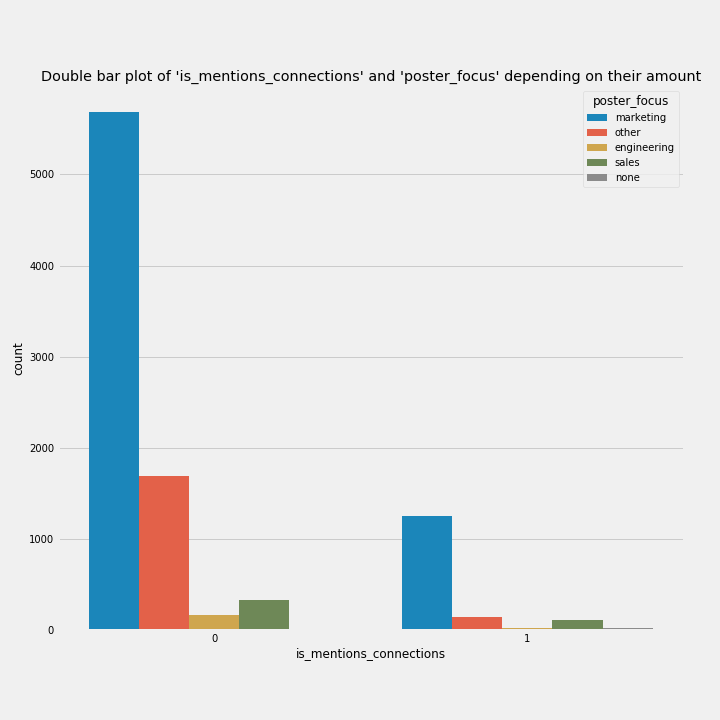 Double bar plot of 'is_mentions_connections' and 'poster_focus' depending on their amount
poster_focus
marketing
other
engineering
sales
none
5000
4000
3000
2000
1000
0
count
0
1
is_mentions_connections